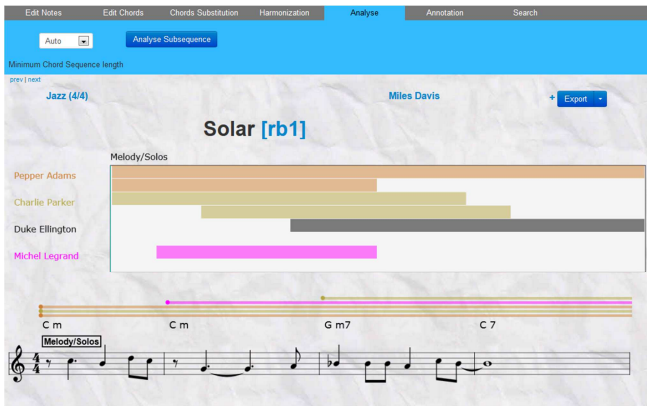 Edit Notes Edit Chords Chords Substitution Harmonization Analyse Annotation Search
Auto Analyse Subsequence
Minimum Chord Sequence length
prev | next
Jazz (4/4) Miles Davis + Export
Solar [rb1]
Melody/Solos
Pepper Adams
Charlie Parker
Duke Ellington
Michel Legrand
C m C m G m7 C 7
Melody/Solos
4
4